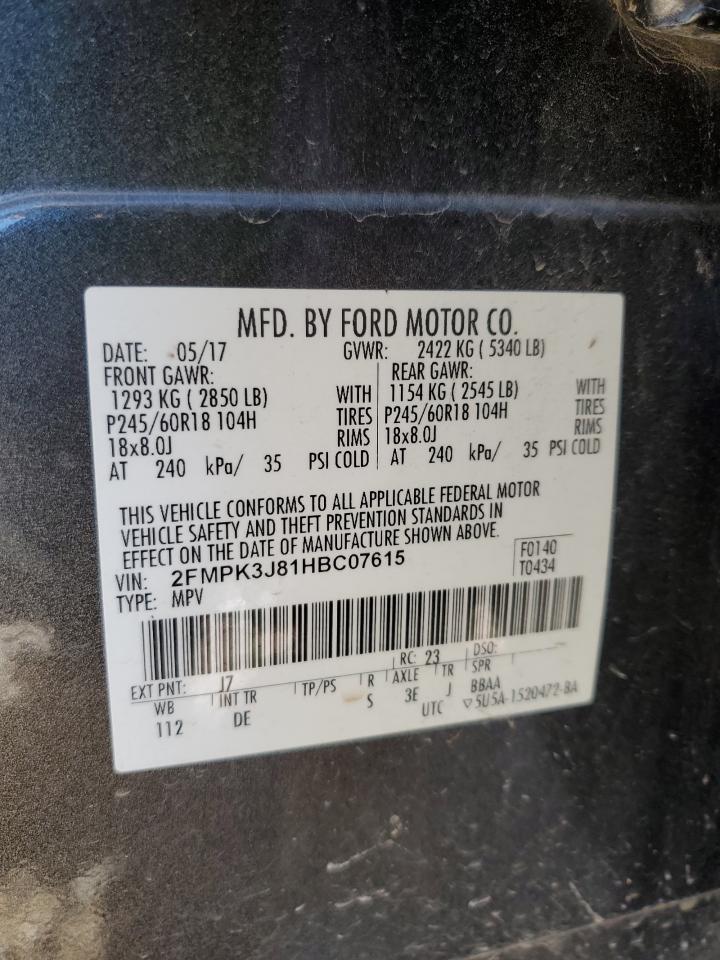 MFD. BY FORD MOTOR CO.
DATE: 05/17 GVWR: 2422 KG ( 5340 LB)
FRONT GAWR: REAR GAWR:
1293 KG ( 2850 LB) WITH 1154 KG ( 2545 LB) WITH
P245/60R18 104H TIRES P245/60R18 104H TIRES
18x8.0J RIMS 18x8.0J RIMS
AT 240 kPa/ 35 PSI COLD AT 240 kPa/ 35 PSI COLD
THIS VEHICLE CONFORMS TO ALL APPLICABLE FEDERAL MOTOR
VEHICLE SAFETY AND THEFT PREVENTION STANDARDS IN
EFFECT ON THE DATE OF MANUFACTURE SHOWN ABOVE.
VIN: 2FMPK3J81HBC07615 F0140
TYPE: MPV T0434
EXT PNT: J7 RC: 23 DSO:
WB INT TR TP/PS R AXLE TR SPR
112 DE S 3E J BBAA
UTC ▽5U5A-1520472-BA